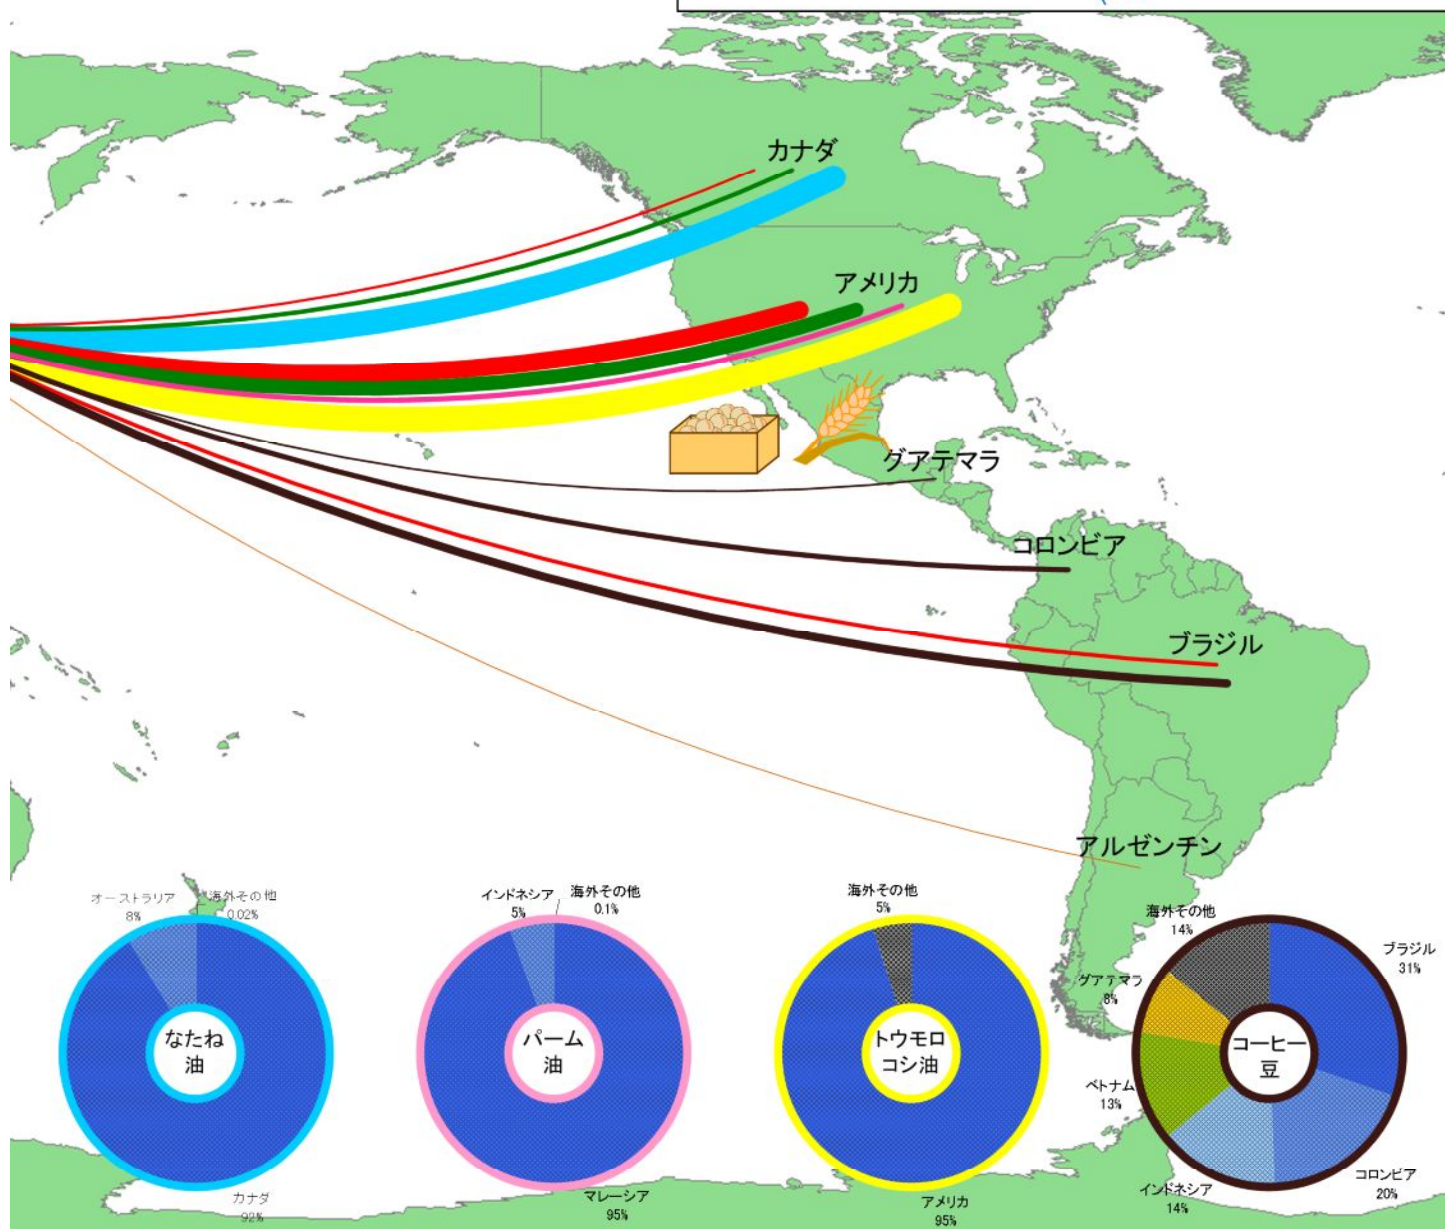 カナダ
アメリカ
グアテマラ
コロンビア
ブラジル
アルゼンチン
オーストラリア
8%
海外その他
0.02%
なたね
油
カナダ
92%
インドネシア
5%
海外その他
0.1%
パーム
油
マレーシア
95%
海外その他
5%
トウモロ
コシ油
アメリカ
95%
海外その他
14%
ブラジル
31%
グアテマラ
8%
コーヒー
豆
ベトナム
13%
インドネシア
14%
コロンビア
20%